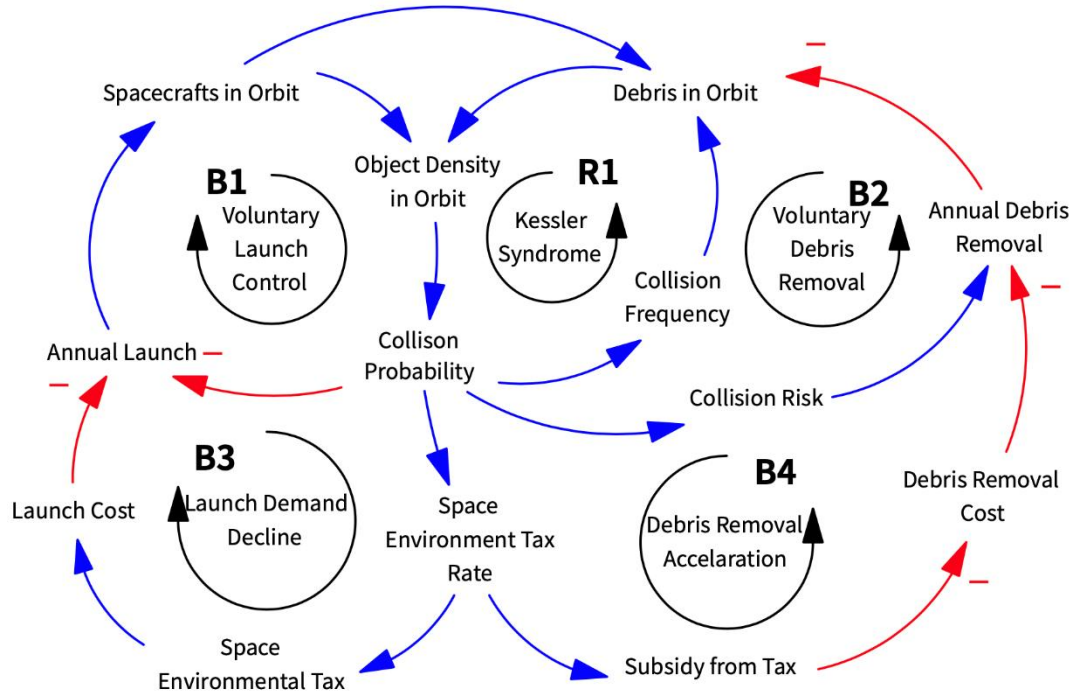 Spacecrafts in Orbit
Debris in Orbit
–
Object Density
in Orbit
B1
Voluntary
Launch
Control
R1
Kessler
Syndrome
B2
Voluntary
Debris
Removal
Annual Debris
Removal
–
Collision
Frequency
Annual Launch –
–
Collison
Probability
Collision Risk
B3
Launch Demand
Decline
Launch Cost
Space
Environment Tax
Rate
B4
Debris Removal
Accelaration
Debris Removal
Cost
–
Space
Environmental Tax
Subsidy from Tax